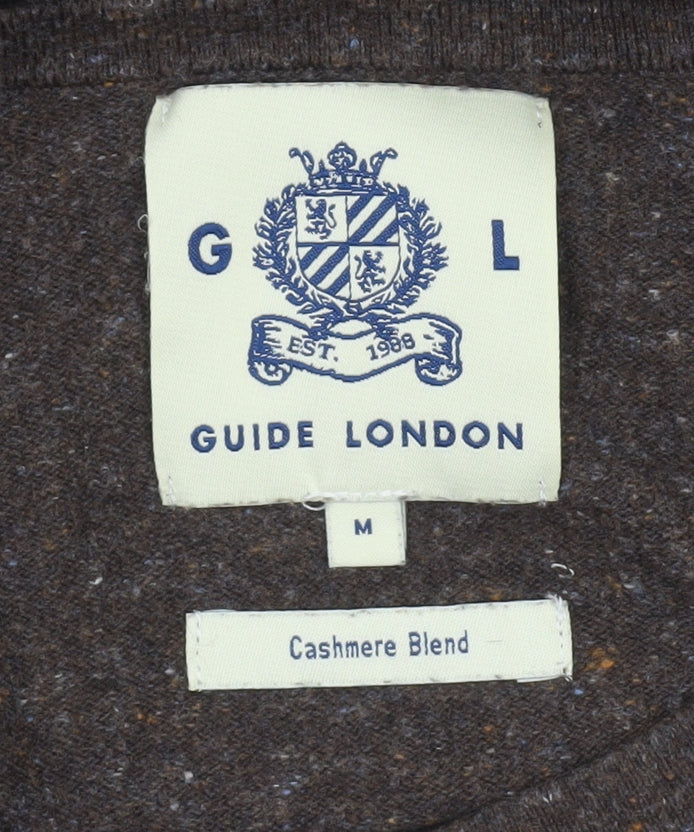 G L
EST. 1988
GUIDE LONDON
M
Cashmere Blend